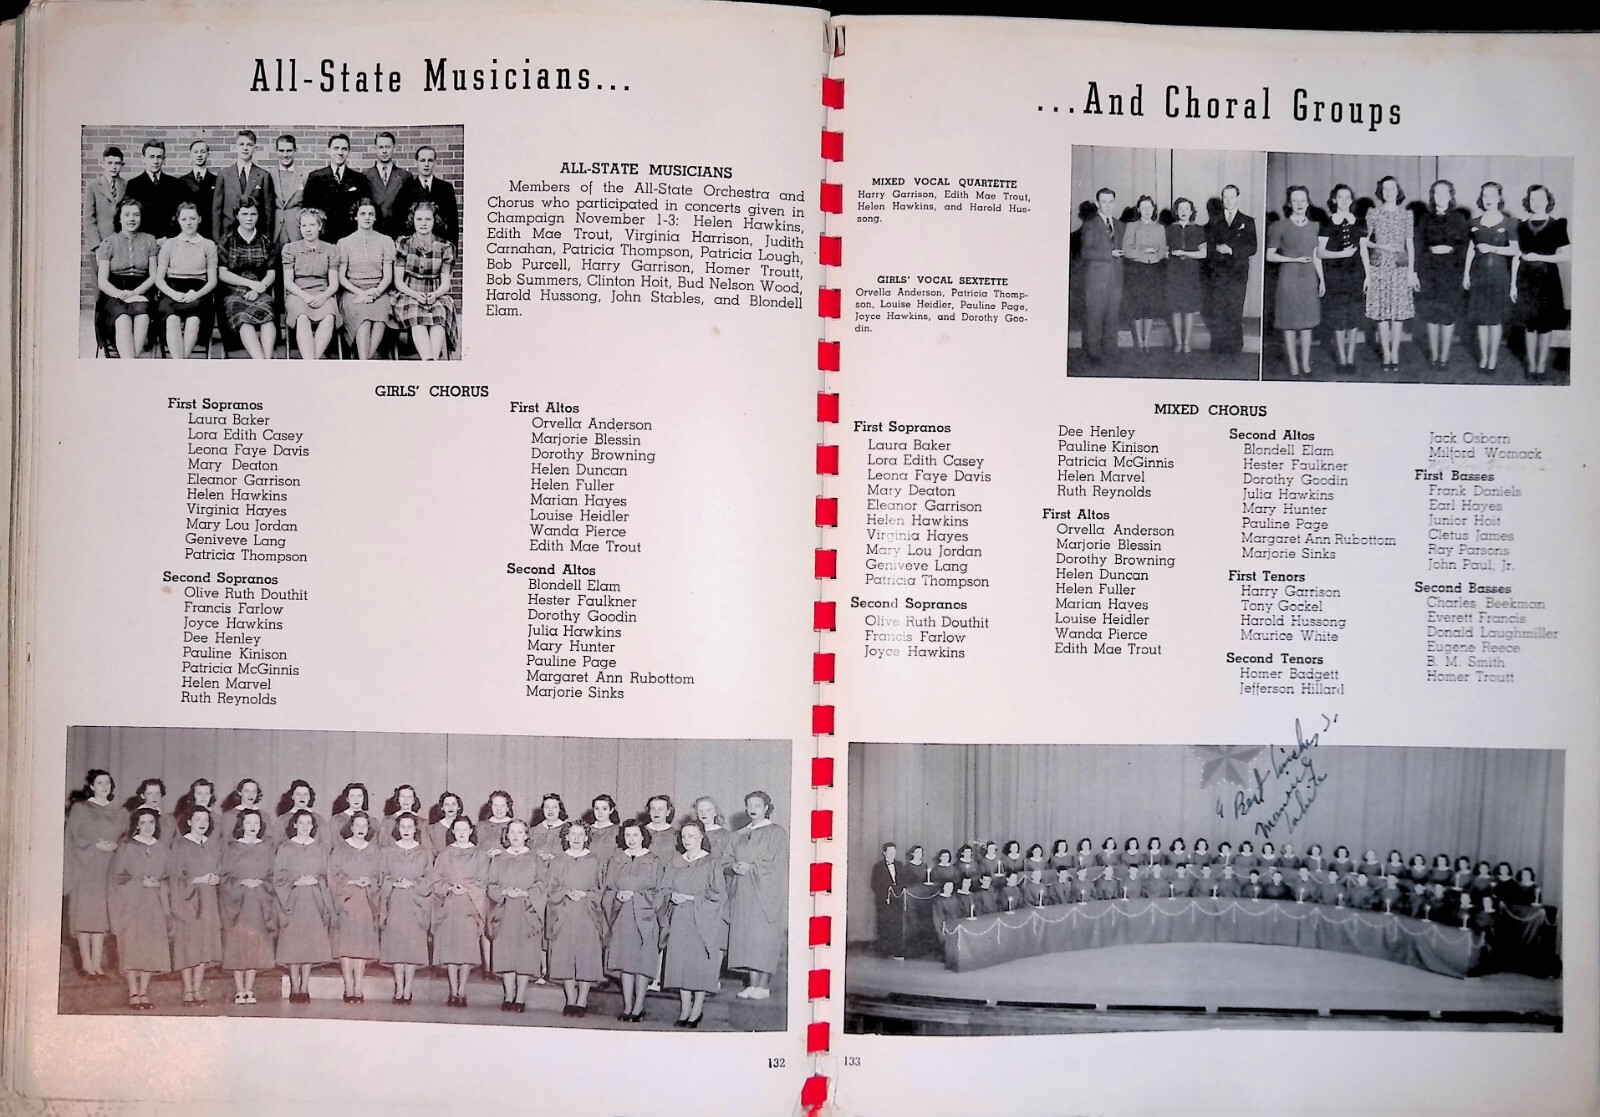 All-State Musicians...
ALL-STATE MUSICIANS
Members of the All-State Orchestra and
Chorus who participated in concerts given in
Champaign November 1-3: Helen Hawkins,
Edith Mae Trout, Virginia Harrison, Judith
Carnahan, Patricia Thompson, Patricia Lough,
Bob Purcell, Harry Garrison, Homer Troutt,
Bob Summers, Clinton Hoit, Bud Nelson Wood,
Harold Hussong, John Stables, and Blondell
Elam.
GIRLS' CHORUS
First Sopranos
Laura Baker
Lora Edith Casey
Leona Faye Davis
Mary Deaton
Eleanor Garrison
Helen Hawkins
Virginia Hayes
Mary Lou Jordan
Geniveve Lang
Patricia Thompson
Second Sopranos
Olive Ruth Douthit
Francis Farlow
Joyce Hawkins
Dee Henley
Pauline Kinison
Patricia McGinnis
Helen Marvel
Ruth Reynolds
First Altos
Orvella Anderson
Marjorie Blessin
Dorothy Browning
Helen Duncan
Helen Fuller
Marian Hayes
Louise Heidler
Wanda Pierce
Edith Mae Trout
Second Altos
Blondell Elam
Hester Faulkner
Dorothy Goodin
Julia Hawkins
Mary Hunter
Pauline Page
Margaret Ann Rubottom
Marjorie Sinks
132
...And Choral Groups
MIXED VOCAL QUARTETTE
Harry Garrison, Edith Mae Trout,
Helen Hawkins, and Harold Hus-
song.
GIRLS' VOCAL SEXTETTE
Orvella Anderson, Patricia Thomp-
son, Louise Heidler, Pauline Page,
Joyce Hawkins, and Dorothy Goo-
din.
MIXED CHORUS
First Sopranos
Laura Baker
Lora Edith Casey
Leona Faye Davis
Mary Deaton
Eleanor Garrison
Helen Hawkins
Virginia Hayes
Mary Lou Jordan
Geniveve Lang
Patricia Thompson
Second Sopranos
Olive Ruth Douthit
Francis Farlow
Joyce Hawkins
Dee Henley
Pauline Kinison
Patricia McGinnis
Helen Marvel
Ruth Reynolds
First Altos
Orvella Anderson
Marjorie Blessin
Dorothy Browning
Helen Duncan
Helen Fuller
Marian Hayes
Louise Heidler
Wanda Pierce
Edith Mae Trout
Second Altos
Blondell Elam
Hester Faulkner
Dorothy Goodin
Julia Hawkins
Mary Hunter
Pauline Page
Margaret Ann Rubottom
Marjorie Sinks
First Tenors
Harry Garrison
Tony Gockel
Harold Hussong
Maurice White
Second Tenors
Homer Badgett
Jefferson Hillard
Jack Osborn
Milford Womack
First Basses
Frank Daniels
Earl Hayes
Junior Hoit
Cletus James
Ray Parsons
John Paul, Jr.
Second Basses
Charles Beekman
Everett Francis
Donald Laughmiller
Eugene Reece
B. M. Smith
Homer Troutt
"Best Wishes"
Maurice
White
133